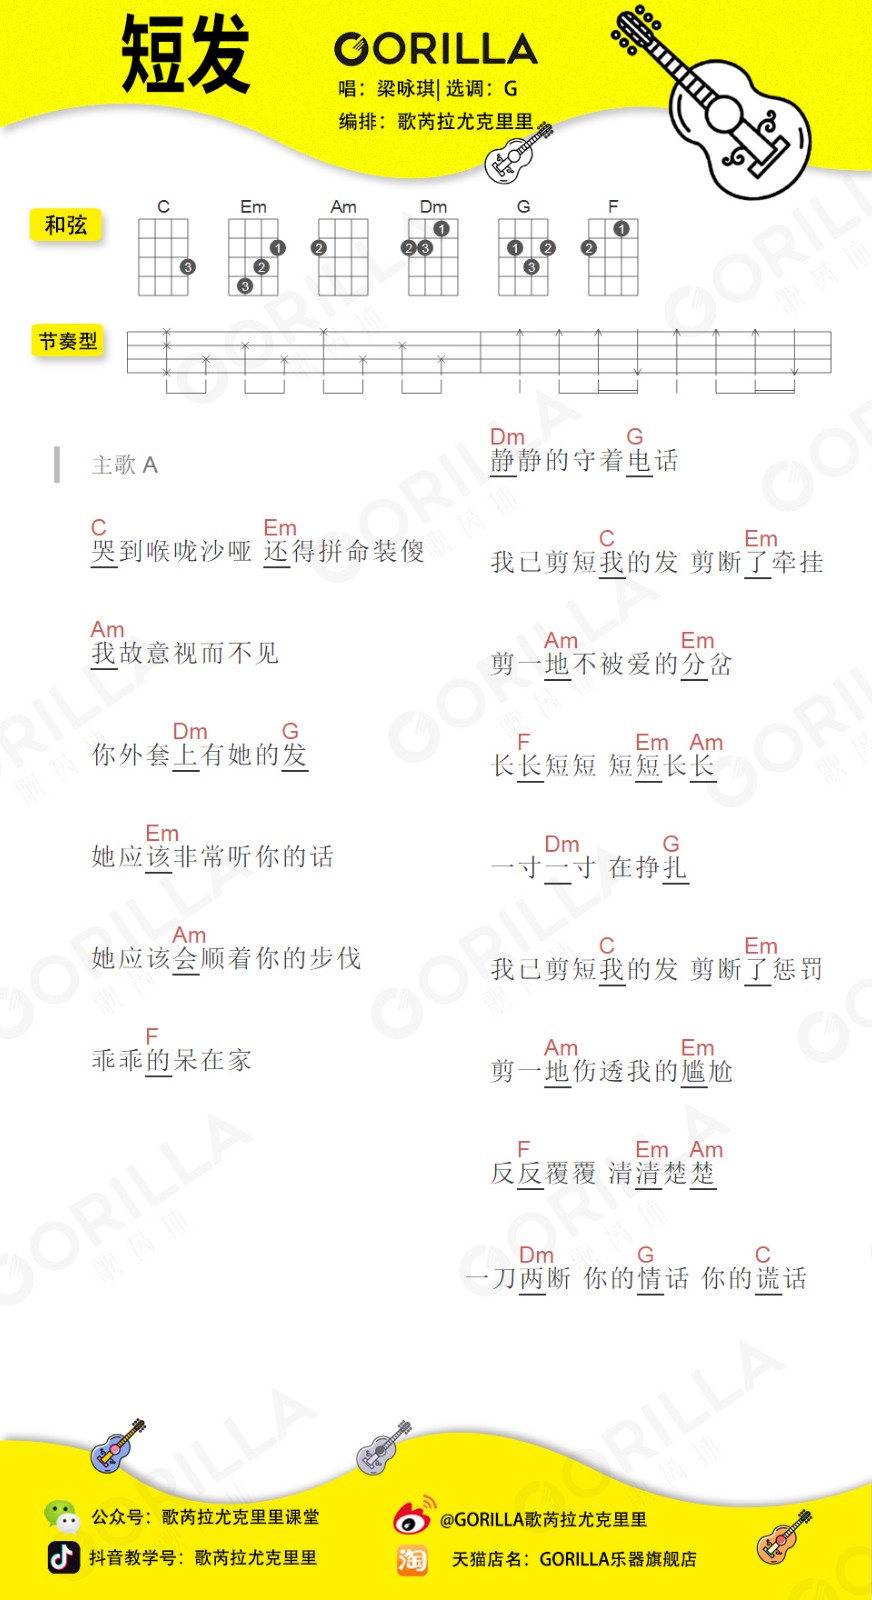 短发
GORILLA
唱：梁咏琪| 选调：G
编排：歌芮拉尤克里里
和弦
C Em Am Dm G F
3 1 2 3 2 1 2 3 1 2 3 2 1
节奏型
主歌 A
C Em
哭到喉咙沙哑 还得拼命装傻
Am
我故意视而不见
Dm G
你外套上有她的发
Em
她应该非常听你的话
Am
她应该会顺着你的步伐
F
乖乖的呆在家
Dm G
静静的守着电话
C Em
我已剪短我的发 剪断了牵挂
Am Em
剪一地不被爱的分岔
F Em Am
长长短短 短短长长
Dm G
一寸一寸 在挣扎
C Em
我已剪短我的发 剪断了惩罚
Am Em
剪一地伤透我的尴尬
F Em Am
反反覆覆 清清楚楚
Dm G C
一刀两断 你的情话 你的谎话
公众号：歌芮拉尤克里里课堂
@GORILLA歌芮拉尤克里里
抖音教学号：歌芮拉尤克里里
淘
天猫店名：GORILLA乐器旗舰店